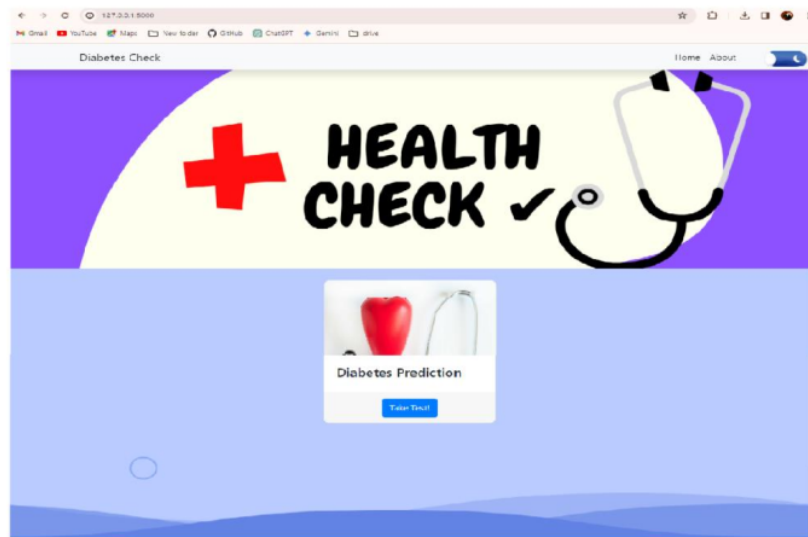 127.0.0.1:5000
Gmail YouTube Maps New folder GitHub ChatGPT Gemini drive
Diabetes Check Home About
HEALTH
CHECK
Diabetes Prediction
Take Test!